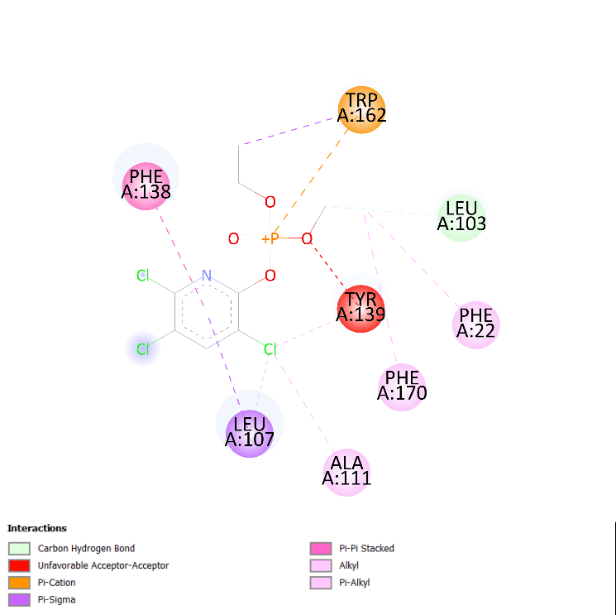 TRP
A:162
PHE
A:138
O
LEU
A:103
O
+P
O
Cl
N
O
TYR
A:139
PHE
A:22
Cl
Cl
PHE
A:170
LEU
A:107
ALA
A:111
Interactions
Carbon Hydrogen Bond
Unfavorable Acceptor-Acceptor
Pi-Cation
Pi-Sigma
Pi-Pi Stacked
Alkyl
Pi-Alkyl